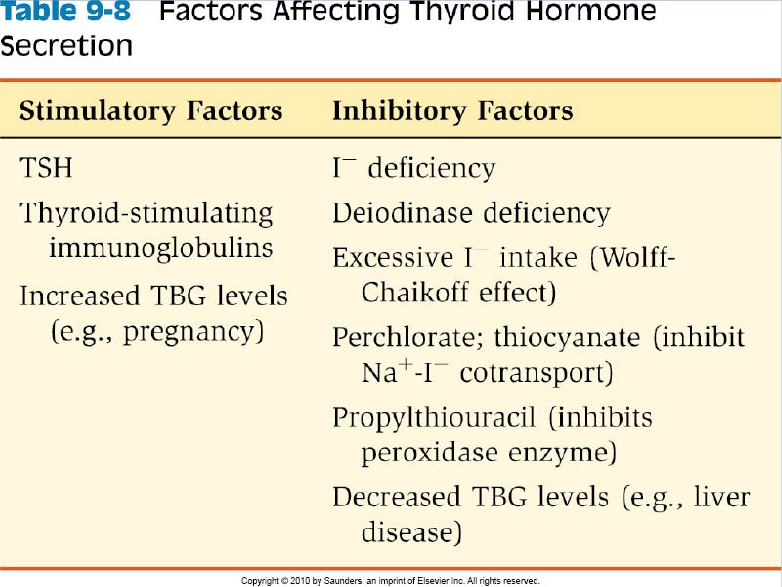 Table 9-8 Factors Affecting Thyroid Hormone
Secretion
Stimulatory Factors
Inhibitory Factors
TSH
Thyroid-stimulating
immunoglobulins
Increased TBG levels
(e.g., pregnancy)
I⁻ deficiency
Deiodinase deficiency
Excessive I⁻ intake (Wolff-
Chaikoff effect)
Perchlorate; thiocyanate (inhibit
Na⁺-I⁻ cotransport)
Propylthiouracil (inhibits
peroxidase enzyme)
Decreased TBG levels (e.g., liver
disease)
Copyright © 2010 by Saunders, an imprint of Elsevier Inc. All rights reserved.